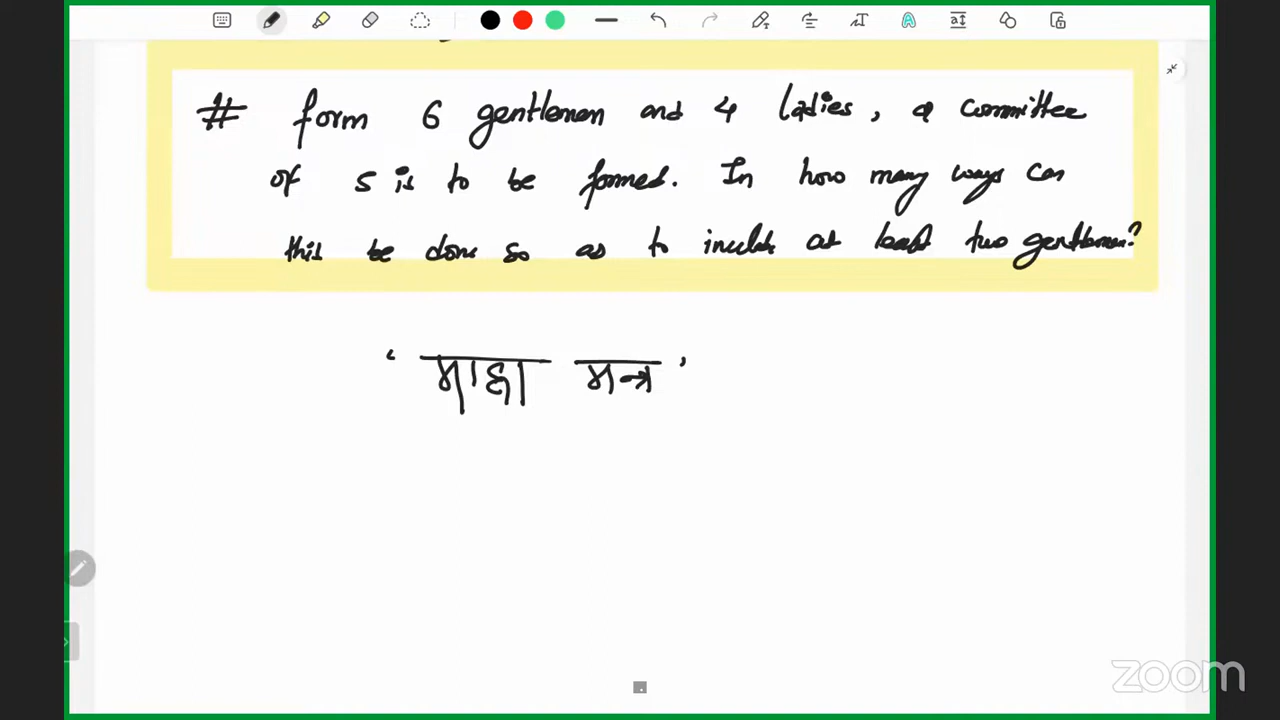 # form 6 gentlemen and 4 ladies, a committee
of 5 is to be formed. In how many ways can
this be done so as to include at least two gentlemen?
‘ माहा मन्त्र ’
zoom